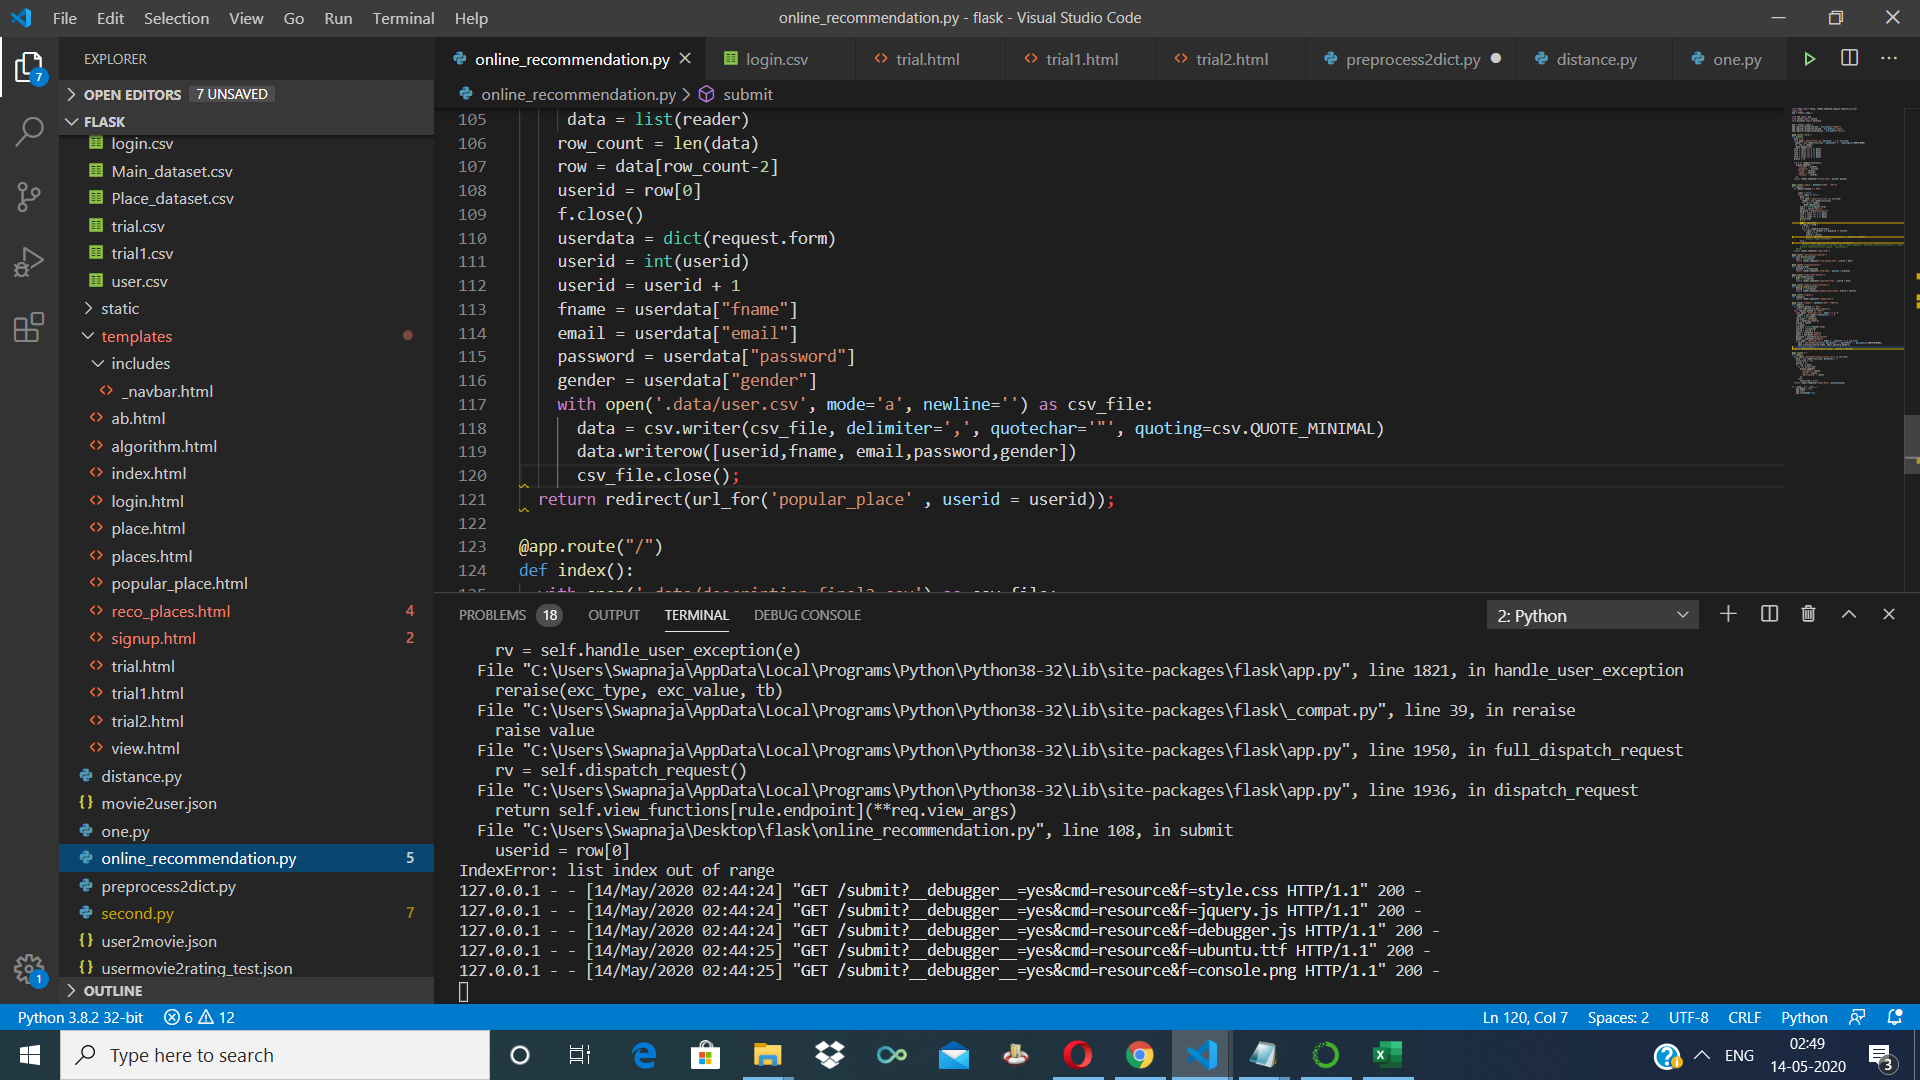 File Edit Selection View Go Run Terminal Help
online_recommendation.py - flask - Visual Studio Code
EXPLORER
OPEN EDITORS 7 UNSAVED
FLASK
login.csv
Main_dataset.csv
Place_dataset.csv
trial.csv
trial1.csv
user.csv
static
templates
includes
_navbar.html
ab.html
algorithm.html
index.html
login.html
place.html
places.html
popular_place.html
reco_places.html 4
signup.html 2
trial.html
trial1.html
trial2.html
view.html
distance.py
movie2user.json
one.py
online_recommendation.py 5
preprocess2dict.py
second.py 7
user2movie.json
usermovie2rating_test.json
OUTLINE
7
1
online_recommendation.py login.csv trial.html trial1.html trial2.html preprocess2dict.py distance.py one.py
online_recommendation.py > submit
105 data = list(reader)
106 row_count = len(data)
107 row = data[row_count-2]
108 userid = row[0]
109 f.close()
110 userdata = dict(request.form)
111 userid = int(userid)
112 userid = userid + 1
113 fname = userdata["fname"]
114 email = userdata["email"]
115 password = userdata["password"]
116 gender = userdata["gender"]
117 with open('.data/user.csv', mode='a', newline='') as csv_file:
118 data = csv.writer(csv_file, delimiter=',', quotechar='"', quoting=csv.QUOTE_MINIMAL)
119 data.writerow([userid,fname, email,password,gender])
120 csv_file.close();
121 return redirect(url_for('popular_place' , userid = userid));
122
123 @app.route("/")
124 def index():
PROBLEMS 18 OUTPUT TERMINAL DEBUG CONSOLE
2: Python
rv = self.handle_user_exception(e)
File "C:\Users\Swapnaja\AppData\Local\Programs\Python\Python38-32\Lib\site-packages\flask\app.py", line 1821, in handle_user_exception
reraise(exc_type, exc_value, tb)
File "C:\Users\Swapnaja\AppData\Local\Programs\Python\Python38-32\Lib\site-packages\flask\_compat.py", line 39, in reraise
raise value
File "C:\Users\Swapnaja\AppData\Local\Programs\Python\Python38-32\Lib\site-packages\flask\app.py", line 1950, in full_dispatch_request
rv = self.dispatch_request()
File "C:\Users\Swapnaja\AppData\Local\Programs\Python\Python38-32\Lib\site-packages\flask\app.py", line 1936, in dispatch_request
return self.view_functions[rule.endpoint](**req.view_args)
File "C:\Users\Swapnaja\Desktop\flask\online_recommendation.py", line 108, in submit
userid = row[0]
IndexError: list index out of range
127.0.0.1 - - [14/May/2020 02:44:24] "GET /submit?__debugger__=yes&cmd=resource&f=style.css HTTP/1.1" 200 -
127.0.0.1 - - [14/May/2020 02:44:24] "GET /submit?__debugger__=yes&cmd=resource&f=jquery.js HTTP/1.1" 200 -
127.0.0.1 - - [14/May/2020 02:44:24] "GET /submit?__debugger__=yes&cmd=resource&f=debugger.js HTTP/1.1" 200 -
127.0.0.1 - - [14/May/2020 02:44:25] "GET /submit?__debugger__=yes&cmd=resource&f=ubuntu.ttf HTTP/1.1" 200 -
127.0.0.1 - - [14/May/2020 02:44:25] "GET /submit?__debugger__=yes&cmd=resource&f=console.png HTTP/1.1" 200 -
Python 3.8.2 32-bit 6 12
Ln 120, Col 7 Spaces: 2 UTF-8 CRLF Python
Type here to search
ENG
02:49
14-05-2020
3